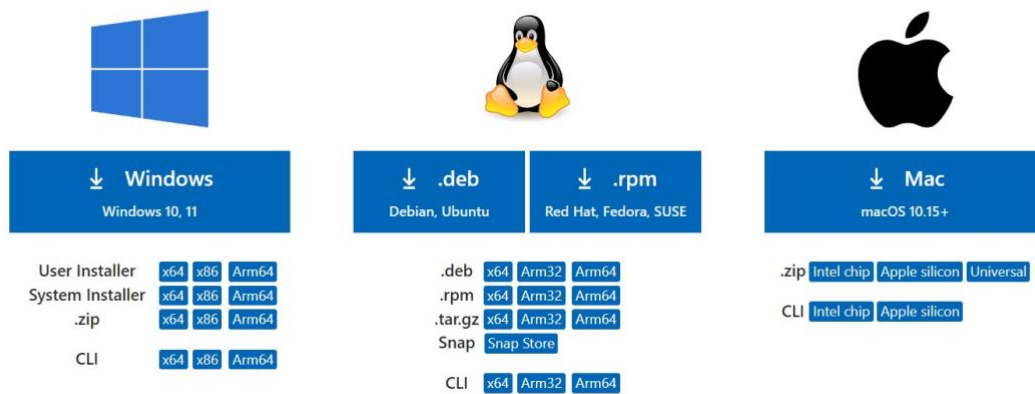 Windows
Windows 10, 11
User Installer x64 x86 Arm64
System Installer x64 x86 Arm64
.zip x64 x86 Arm64
CLI x64 x86 Arm64
.deb
Debian, Ubuntu
.rpm
Red Hat, Fedora, SUSE
.deb x64 Arm32 Arm64
.rpm x64 Arm32 Arm64
.tar.gz x64 Arm32 Arm64
Snap Snap Store
CLI x64 Arm32 Arm64
Mac
macOS 10.15+
.zip Intel chip Apple silicon Universal
CLI Intel chip Apple silicon